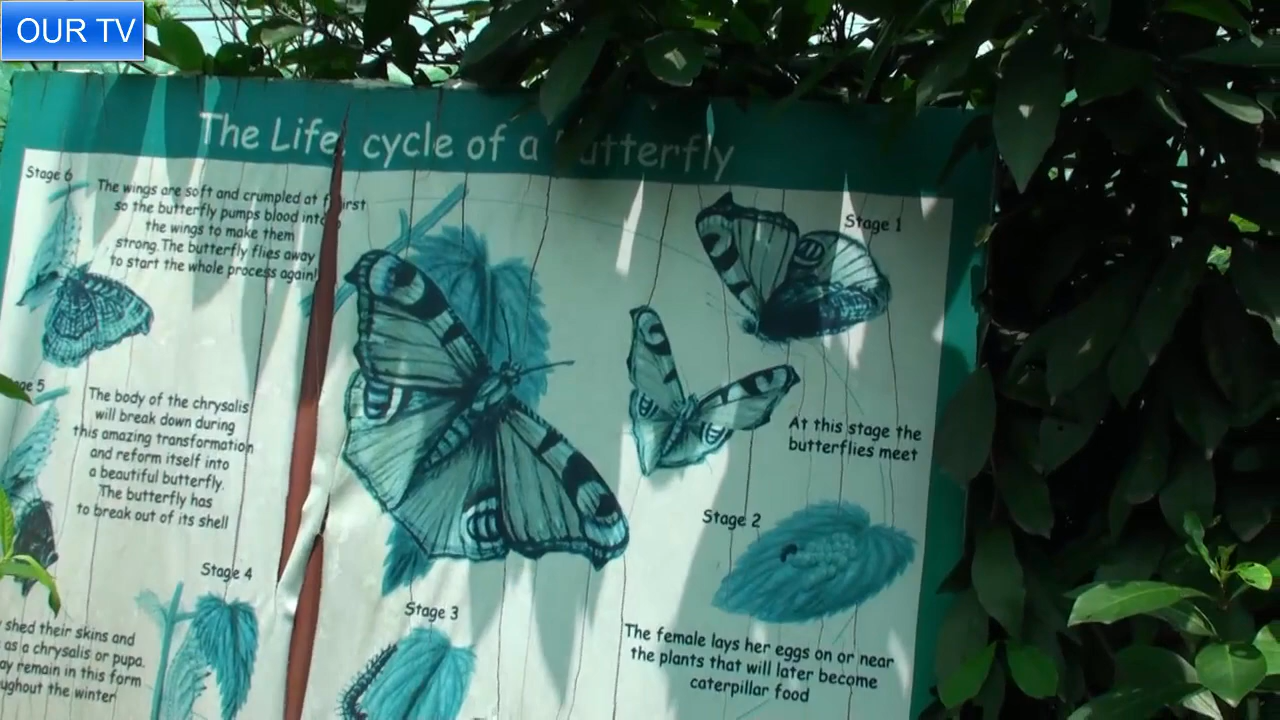 OUR TV
The Life cycle of a utterfly
Stage 6
The wings are soft and crumpled at first
so the butterfly pumps blood into
the wings to make them
strong. The butterfly flies away
to start the whole process again!
Stage 1
At this stage the
butterflies meet
Stage 2
The female lays her eggs on or near
the plants that will later become
caterpillar food
Stage 3
Stage 4
shed their skins and
as a chrysalis or pupa.
remain in this form
winter
5
The body of the chrysalis
will break down during
this amazing transformation
and reform itself into
a beautiful butterfly.
The butterfly has
to break out of its shell